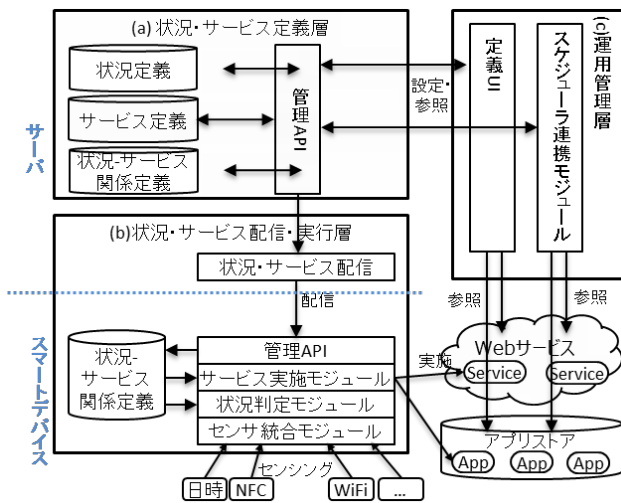 (a) 状況・サービス定義層
状況定義
サービス定義
状況-サービス
関係定義
管理API
設定・
参照
定義UI
スケジューラ連携モジュール
(c)運用管理層
サーバ
(b)状況・サービス配信・実行層
状況・サービス配信
配信
スマートデバイス
状況-
サービス
関係定義
管理API
サービス実施モジュール
状況判定モジュール
センサ統合モジュール
センシング
日時
NFC
WiFi
...
参照
参照
実施
Webサービス
Service
Service
アプリストア
App
App
App